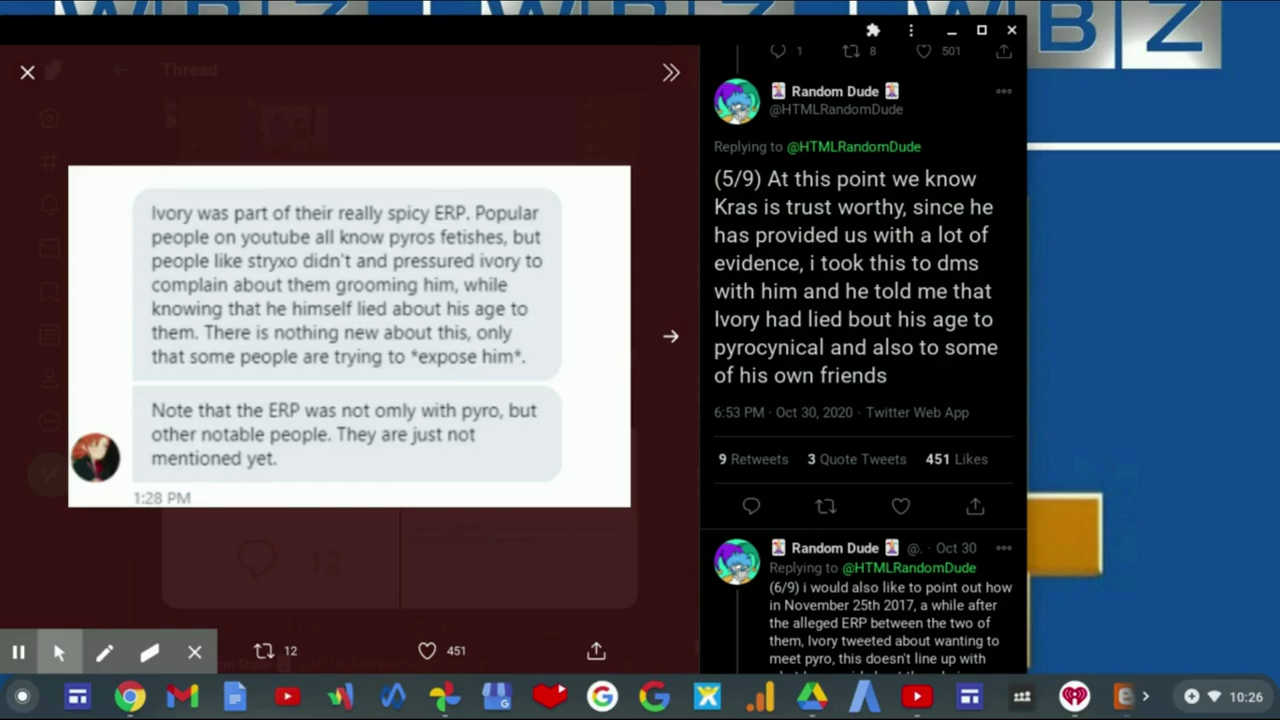 WBZ
Thread
Ivory was part of their really spicy ERP. Popular
people on youtube all know pyros fetishes, but
people like stryxo didn't and pressured ivory to
complain about them grooming him, while
knowing that he himself lied about his age to
them. There is nothing new about this, only
that some people are trying to *expose him*.
Note that the ERP was not omly with pyro, but
other notable people. They are just not
mentioned yet.
1:28 PM
12
12
451
1
8
501
Random Dude
@HTMLRandomDude
Replying to @HTMLRandomDude
(5/9) At this point we know
Kras is trust worthy, since he
has provided us with a lot of
evidence, i took this to dms
with him and he told me that
Ivory had lied bout his age to
pyrocynical and also to some
of his own friends
6:53 PM · Oct 30, 2020 · Twitter Web App
9 Retweets 3 Quote Tweets 451 Likes
Random Dude @. · Oct 30
Replying to @HTMLRandomDude
(6/9) i would also like to point out how
in November 25th 2017, a while after
the alleged ERP between the two of
them, Ivory tweeted about wanting to
meet pyro, this doesn't line up with
10:26